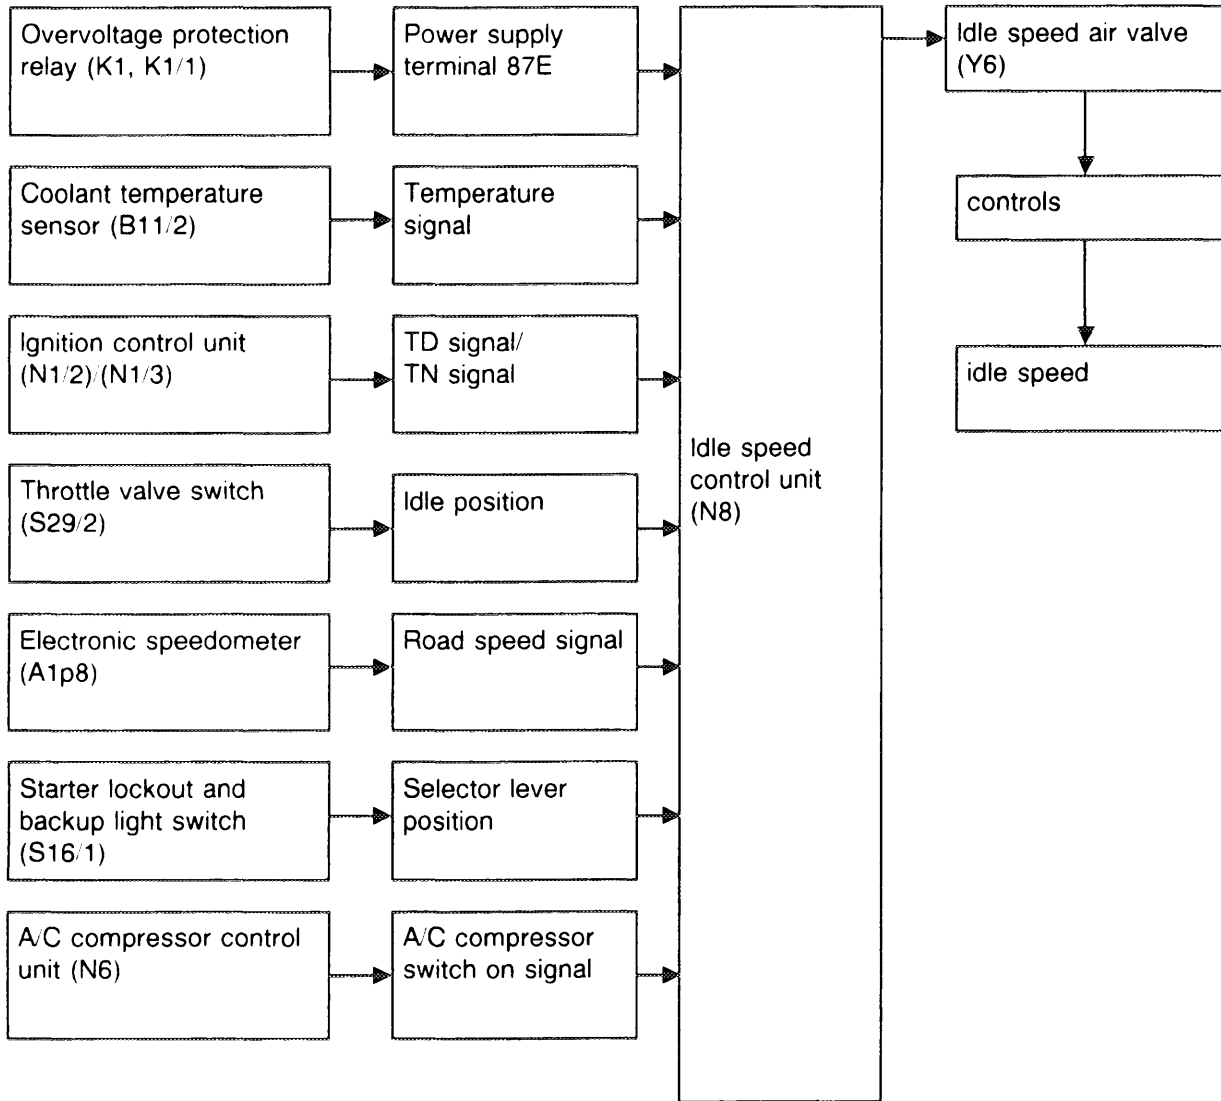 Overvoltage protection
relay (K1, K1/1)
Power supply
terminal 87E
Coolant temperature
sensor (B11/2)
Temperature
signal
Ignition control unit
(N1/2)/(N1/3)
TD signal/
TN signal
Throttle valve switch
(S29/2)
Idle position
Electronic speedometer
(A1p8)
Road speed signal
Starter lockout and
backup light switch
(S16/1)
Selector lever
position
A/C compressor control
unit (N6)
A/C compressor
switch on signal
Idle speed
control unit
(N8)
Idle speed air valve
(Y6)
controls
idle speed